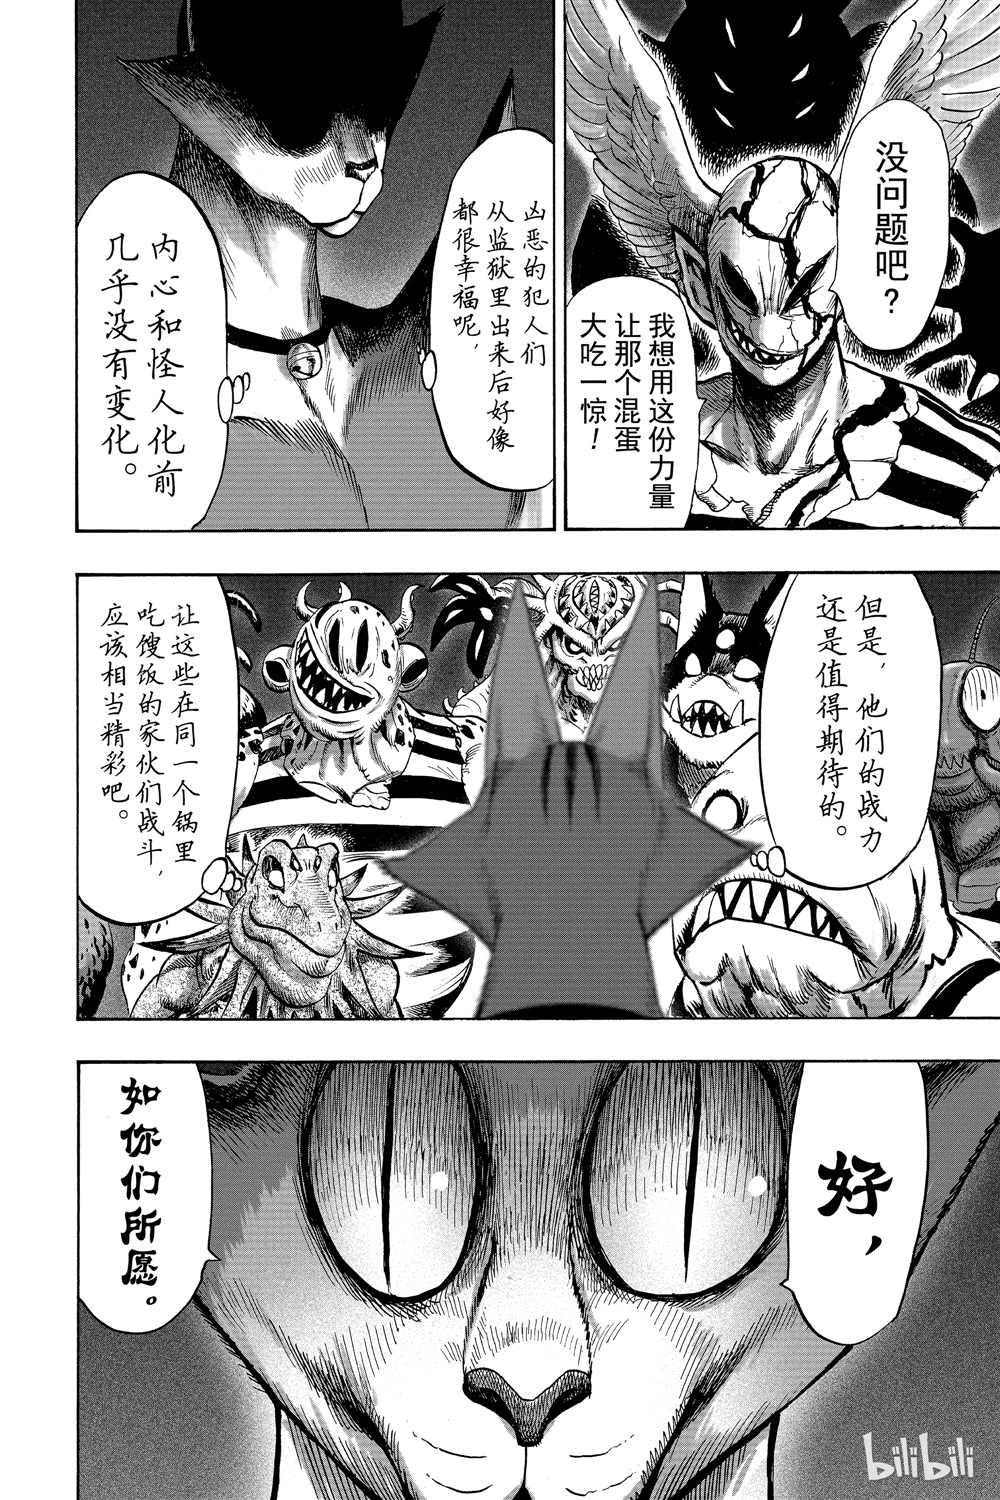 没问题吧？
我想用这份力量
让那个混蛋
大吃一惊！
凶恶的犯人们
从监狱里出来后好像
都很幸福呢，
内心和怪人化前
几乎没有变化。
但是，他们的战力
还是值得期待的。
让这些在同一个锅里
吃馊饭的家伙们战斗，
应该相当精彩吧。
好，
如你们所愿。
bilibili